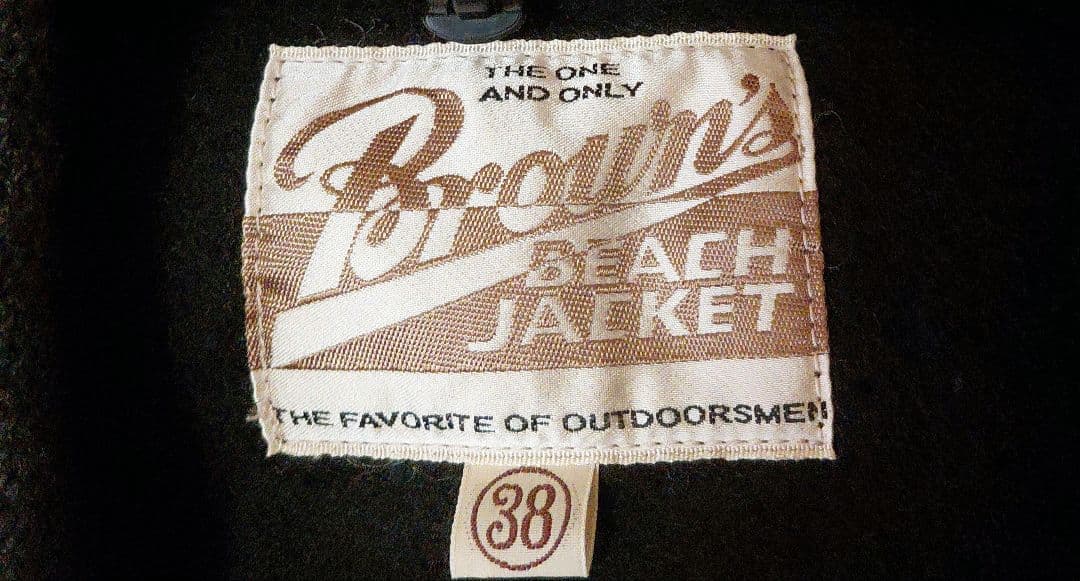 THE ONE
AND ONLY
Brown's
BEACH
JACKET
THE FAVORITE OF OUTDOORSMEN
38